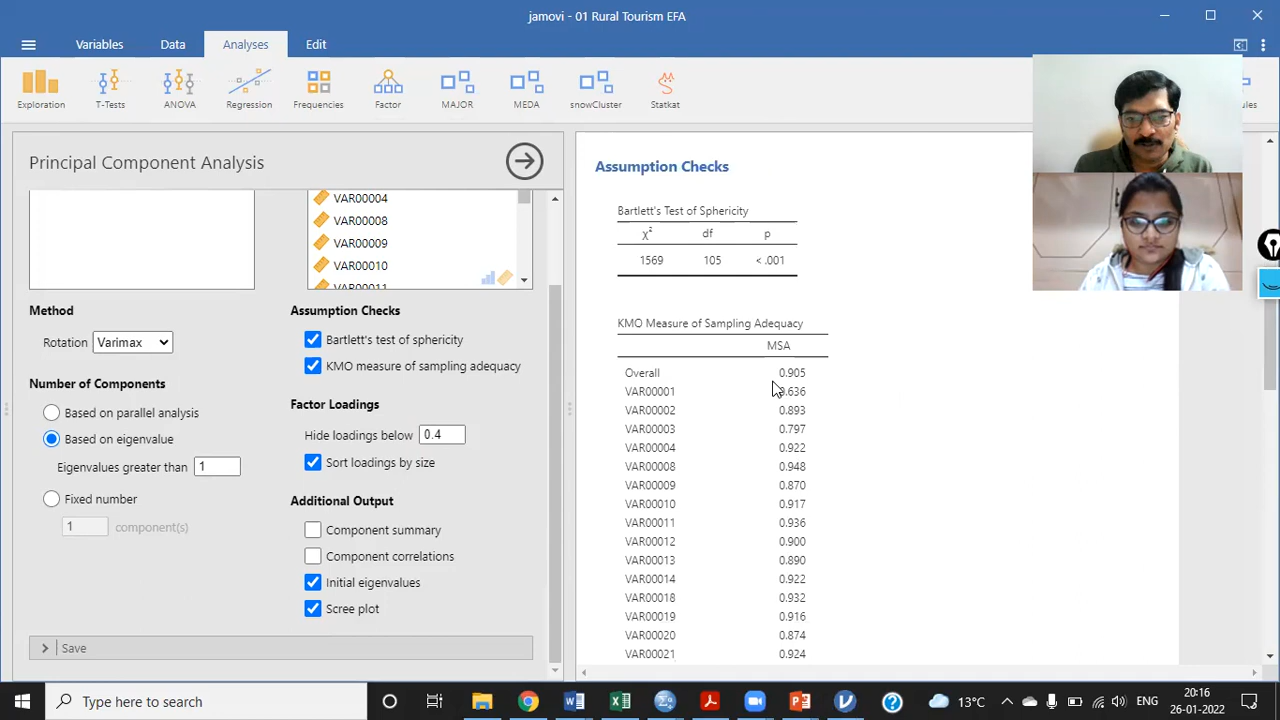 jamovi - 01 Rural Tourism EFA
Variables
Data
Analyses
Edit
Exploration
T-Tests
ANOVA
Regression
Frequencies
Factor
MAJOR
MEDA
snowCluster
Statkat
Principal Component Analysis
VAR00004
VAR00008
VAR00009
VAR00010
VAR00011
Method
Rotation
Varimax
Number of Components
Based on parallel analysis
Based on eigenvalue
Eigenvalues greater than
1
Fixed number
1
component(s)
Assumption Checks
Bartlett's test of sphericity
KMO measure of sampling adequacy
Factor Loadings
Hide loadings below
0.4
Sort loadings by size
Additional Output
Component summary
Component correlations
Initial eigenvalues
Scree plot
Save
Assumption Checks
Bartlett's Test of Sphericity
χ² df p
1569 105 < .001
KMO Measure of Sampling Adequacy
MSA
Overall 0.905
VAR00001 0.636
VAR00002 0.893
VAR00003 0.797
VAR00004 0.922
VAR00008 0.948
VAR00009 0.870
VAR00010 0.917
VAR00011 0.936
VAR00012 0.900
VAR00013 0.890
VAR00014 0.922
VAR00018 0.932
VAR00019 0.916
VAR00020 0.874
VAR00021 0.924
Type here to search
13°C
ENG
20:16
26-01-2022